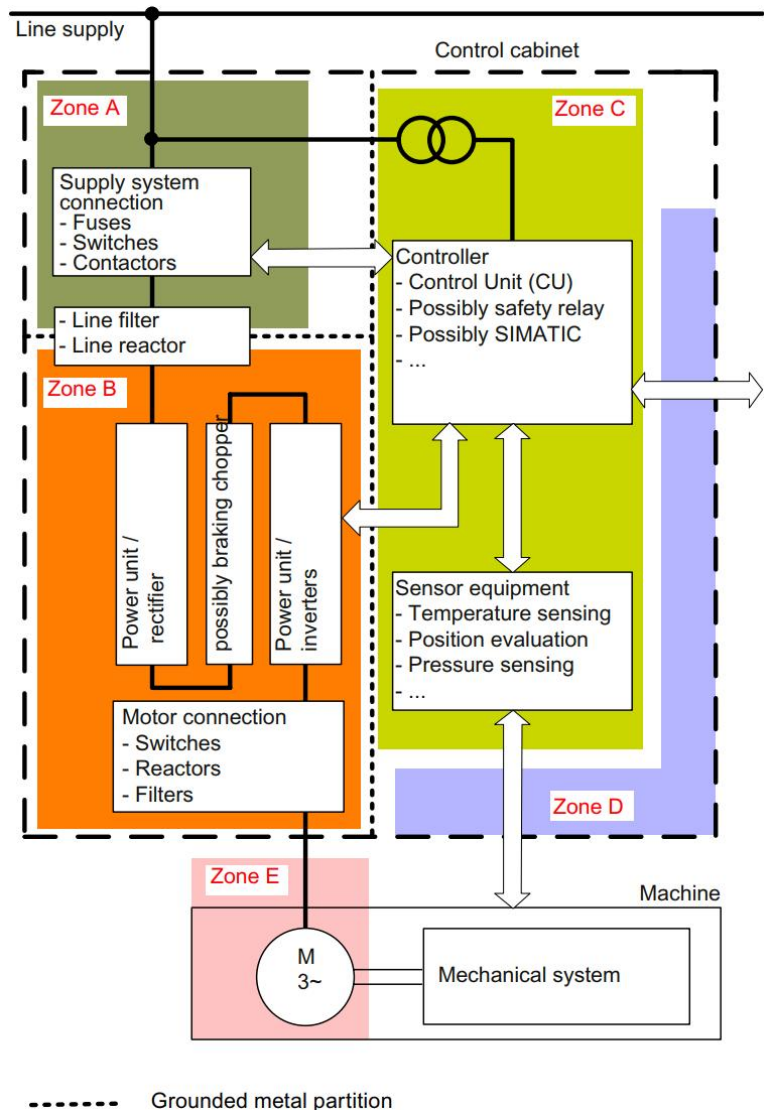 Line supply
Control cabinet
Zone A
Zone C
Supply system
connection
- Fuses
- Switches
- Contactors
Controller
- Control Unit (CU)
- Possibly safety relay
- Possibly SIMATIC
- ...
- Line filter
- Line reactor
Zone B
Power unit /
rectifier
possibly braking chopper
Power unit /
inverters
Sensor equipment
- Temperature sensing
- Position evaluation
- Pressure sensing
- ...
Motor connection
- Switches
- Reactors
- Filters
Zone D
Zone E
Machine
M
3~
Mechanical system
Grounded metal partition